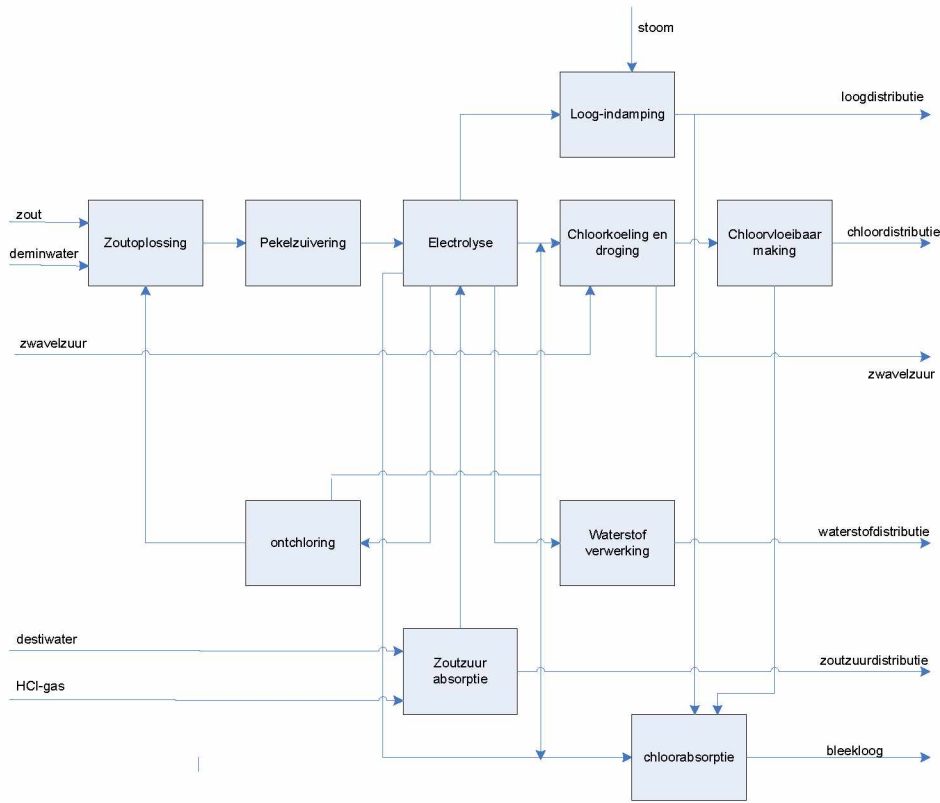 stoom
Loog-indamping
loogdistributie
zout
deminwater
Zoutoplossing
Pekelzuivering
Electrolyse
Chloorkoeling en
droging
Chloorvloeibaar
making
chloordistributie
zwavelzuur
zwavelzuur
ontchloring
Waterstof
verwerking
waterstofdistributie
destiwater
HCl-gas
Zoutzuur
absorptie
zoutzuurdistributie
chloorabsorptie
bleekloog